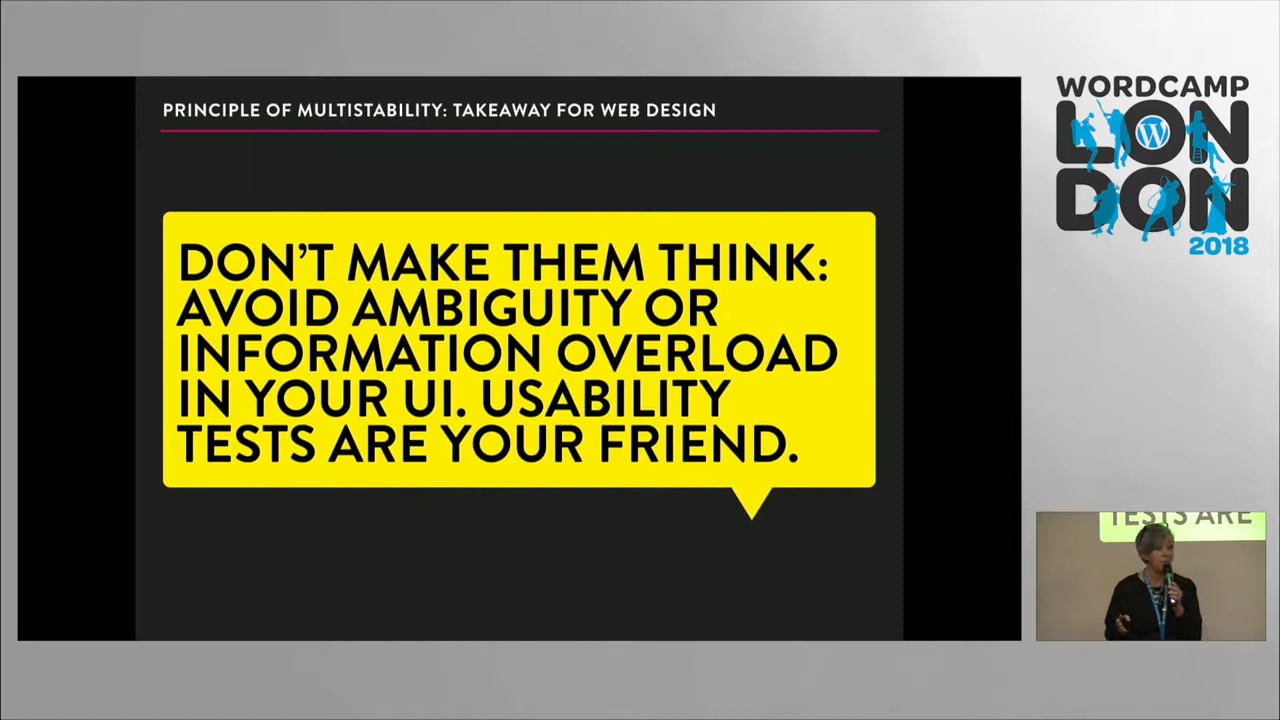 PRINCIPLE OF MULTISTABILITY: TAKEAWAY FOR WEB DESIGN
DON'T MAKE THEM THINK:
AVOID AMBIGUITY OR
INFORMATION OVERLOAD
IN YOUR UI. USABILITY
TESTS ARE YOUR FRIEND.
WORDCAMP
LON
DON
2018
TESTS ARE